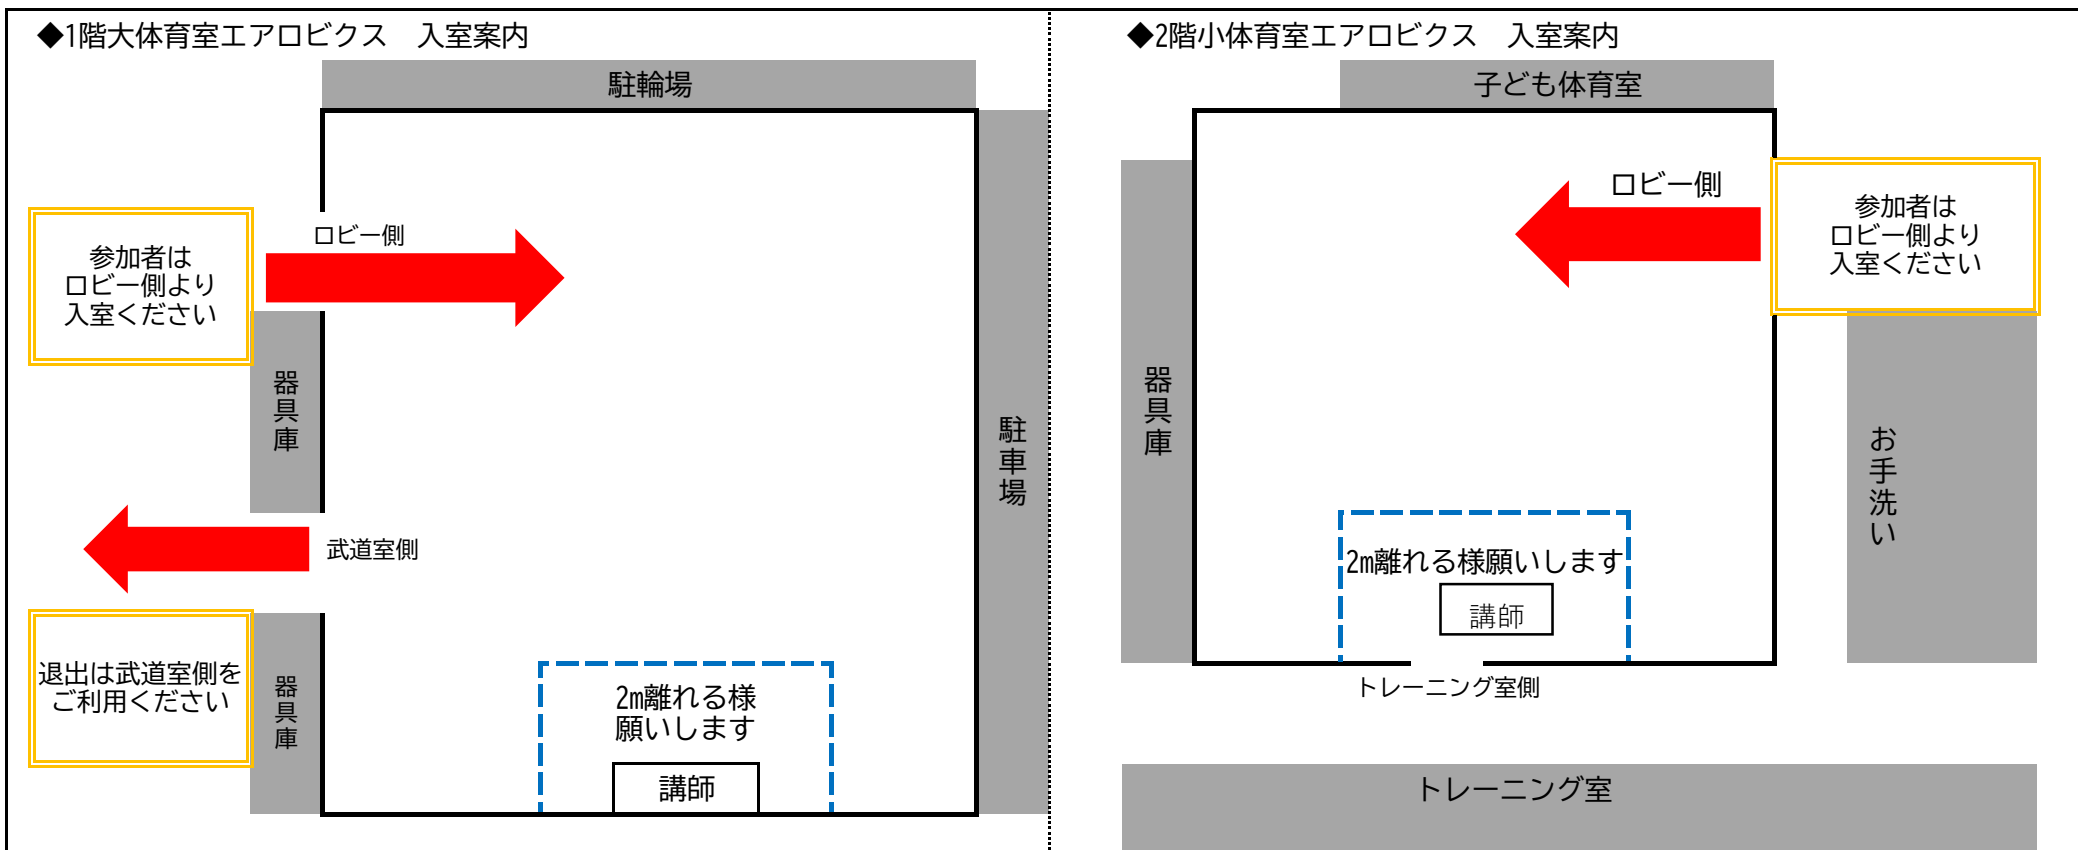 ◆1階大体育室エアロビクス　入室案内
駐輪場
ロビー側
参加者は
ロビー側より
入室ください
器具庫
駐車場
武道室側
退出は武道室側を
ご利用ください
器具庫
2m離れる様
願いします
講師
◆2階小体育室エアロビクス　入室案内
子ども体育室
ロビー側
参加者は
ロビー側より
入室ください
器具庫
お手洗い
2m離れる様願いします
講師
トレーニング室側
トレーニング室